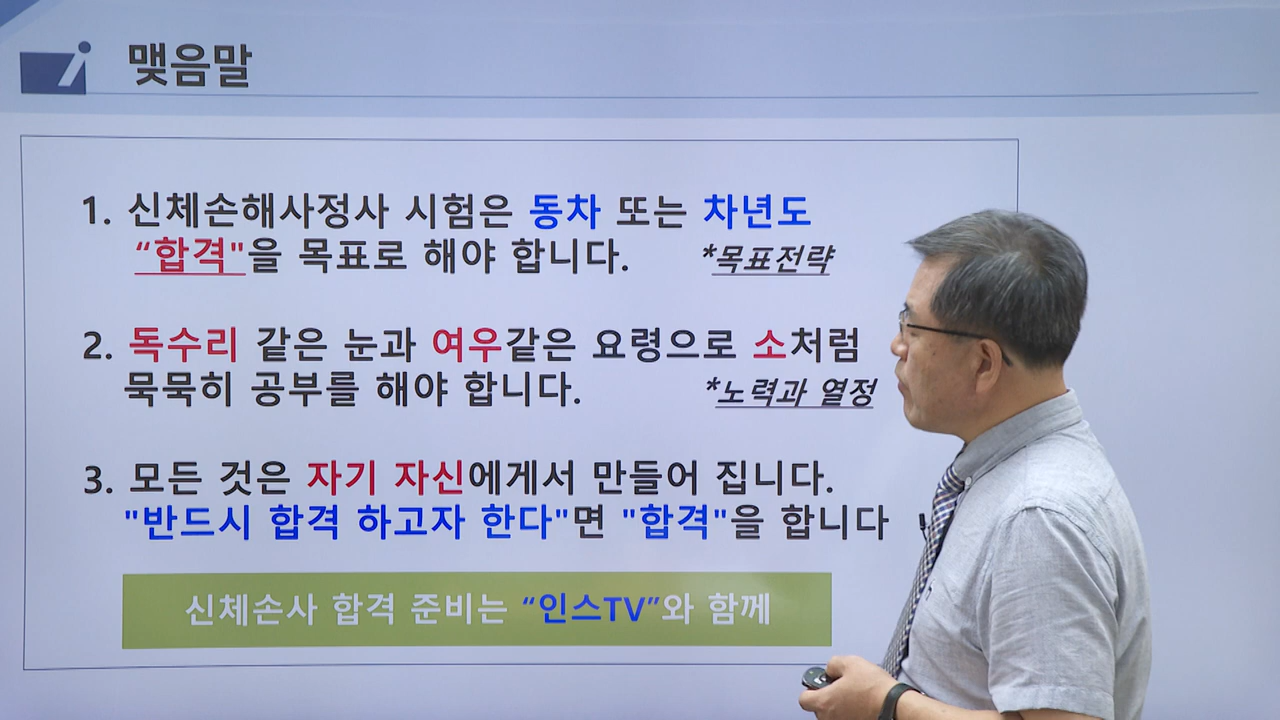 맺음말
1. 신체손해사정사 시험은 동차 또는 차년도
“합격"을 목표로 해야 합니다. *목표전략
2. 독수리 같은 눈과 여우같은 요령으로 소처럼
묵묵히 공부를 해야 합니다. *노력과 열정
3. 모든 것은 자기 자신에게서 만들어 집니다.
"반드시 합격 하고자 한다"면 "합격"을 합니다
신체손사 합격 준비는 “인스TV”와 함께